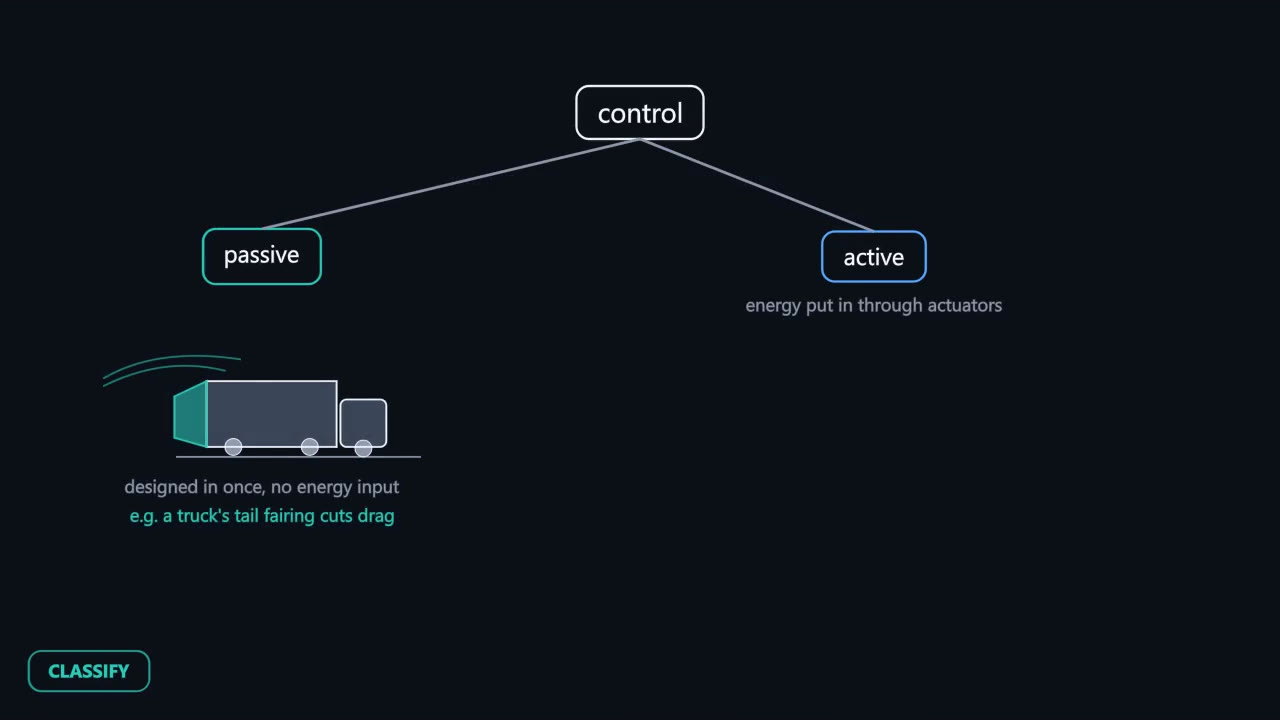 control
passive
active
energy put in through actuators
designed in once, no energy input
e.g. a truck's tail fairing cuts drag
CLASSIFY